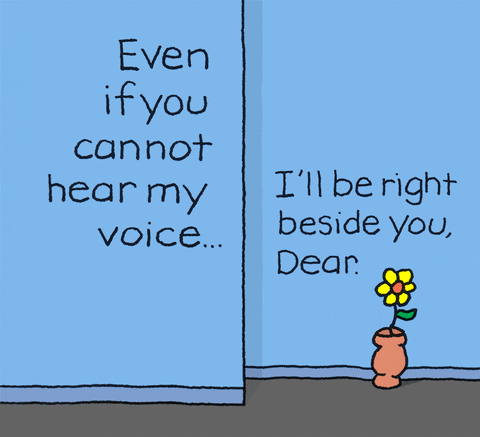 Even
if you
cannot
hear my
voice...
I'll be right
beside you,
Dear.